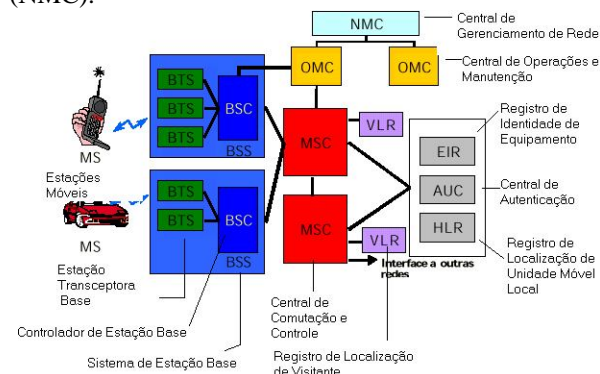 (NMC).
NMC
Central de
Gerenciamento de Rede
OMC
OMC
Central de Operações e
Manutenção
BTS
BTS
BTS
BSC
BSS
MS
Estações
Móveis
MSC
VLR
EIR
AUC
HLR
Registro de
Identidade de
Equipamento
Central de
Autenticação
Registro de
Localização de
Unidade Móvel
Local
BTS
BTS
BSC
BSS
MS
MSC
VLR
Interface a outras
redes
Estação
Transceptora
Base
Controlador de Estação Base
Sistema de Estação Base
Central de
Comutação e
Controle
Registro de Localização
de Visitante